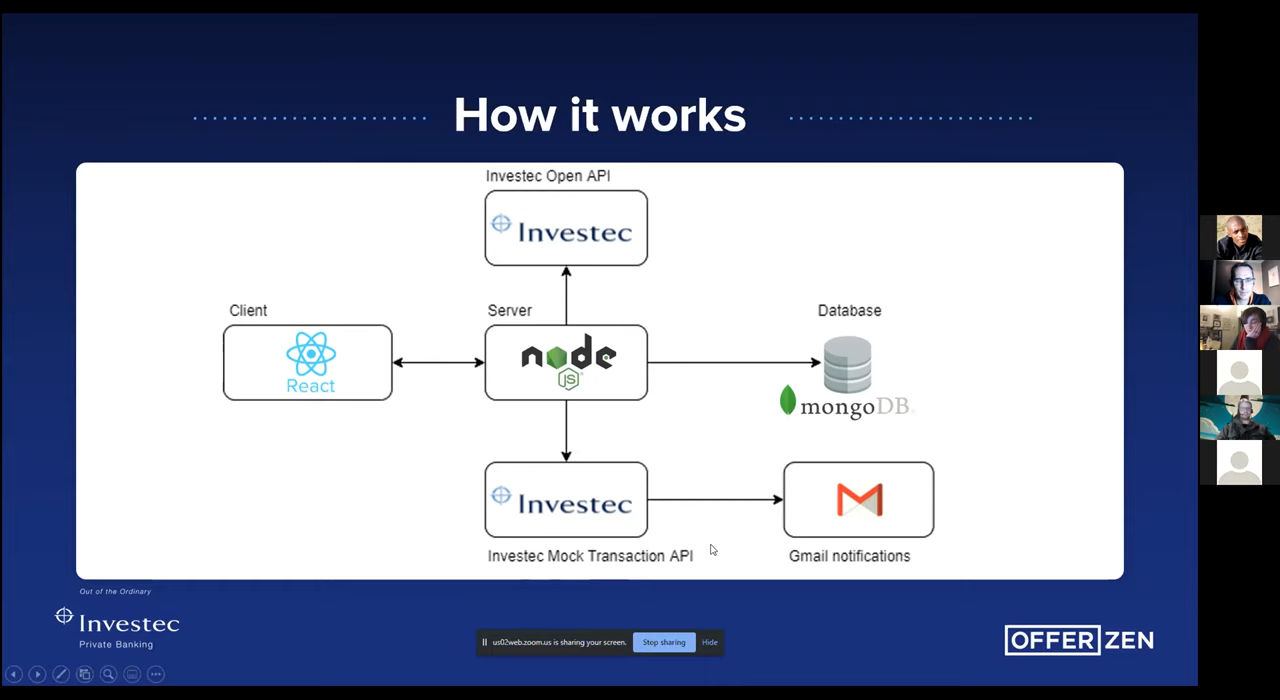 How it works
Investec Open API
Investec
Client
Server
Database
React
node
JS
mongoDB
Investec
Investec Mock Transaction API
Gmail notifications
Out of the Ordinary
Investec
Private Banking
us02web.zoom.us is sharing your screen.
Stop sharing
Hide
OFFERZEN